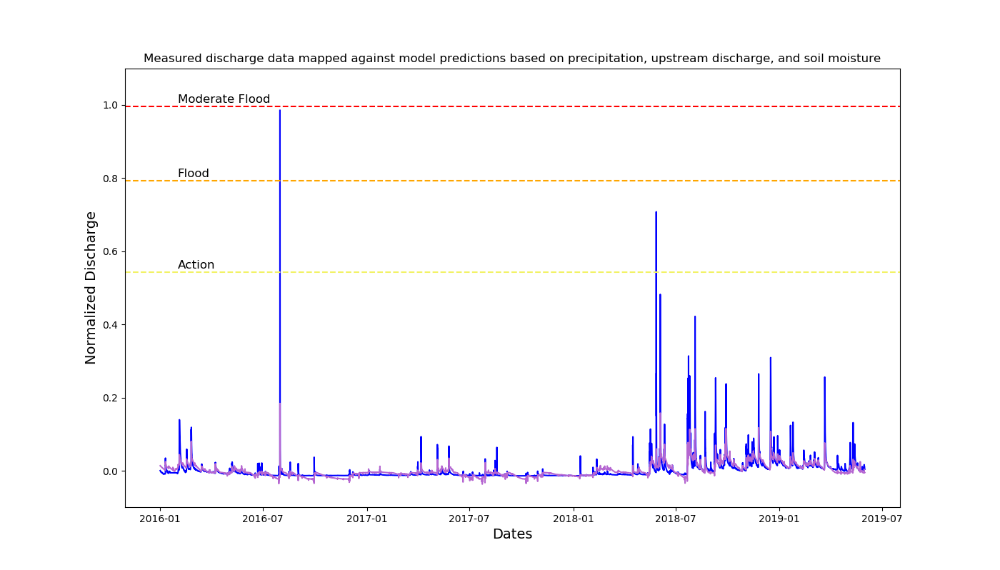 Measured discharge data mapped against model predictions based on precipitation, upstream discharge, and soil moisture
Moderate Flood
1.0
Flood
0.8
Normalized Discharge
0.6
Action
0.4
0.2
0.0
2016-01 2016-07 2017-01 2017-07 2018-01 2018-07 2019-01 2019-07
Dates